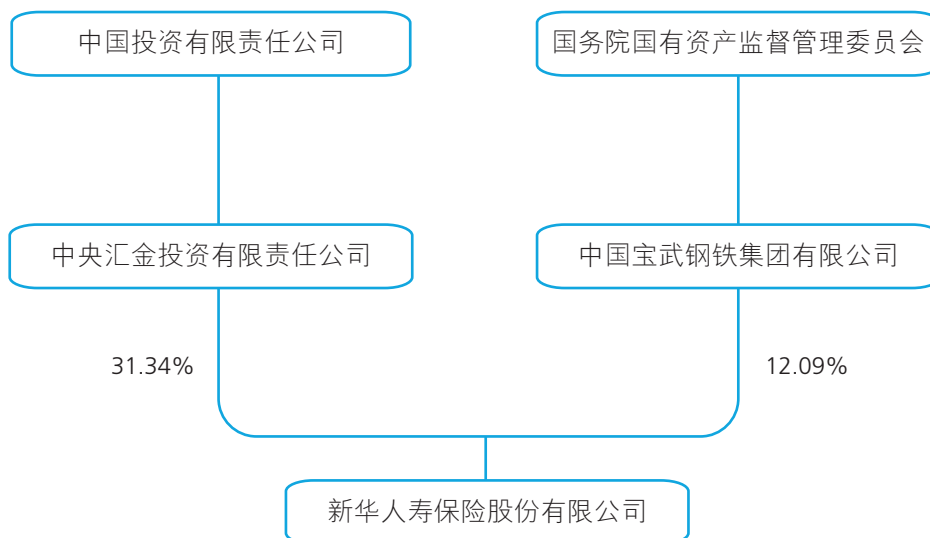 中国投资有限责任公司
国务院国有资产监督管理委员会
中央汇金投资有限责任公司
中国宝武钢铁集团有限公司
31.34%
12.09%
新华人寿保险股份有限公司